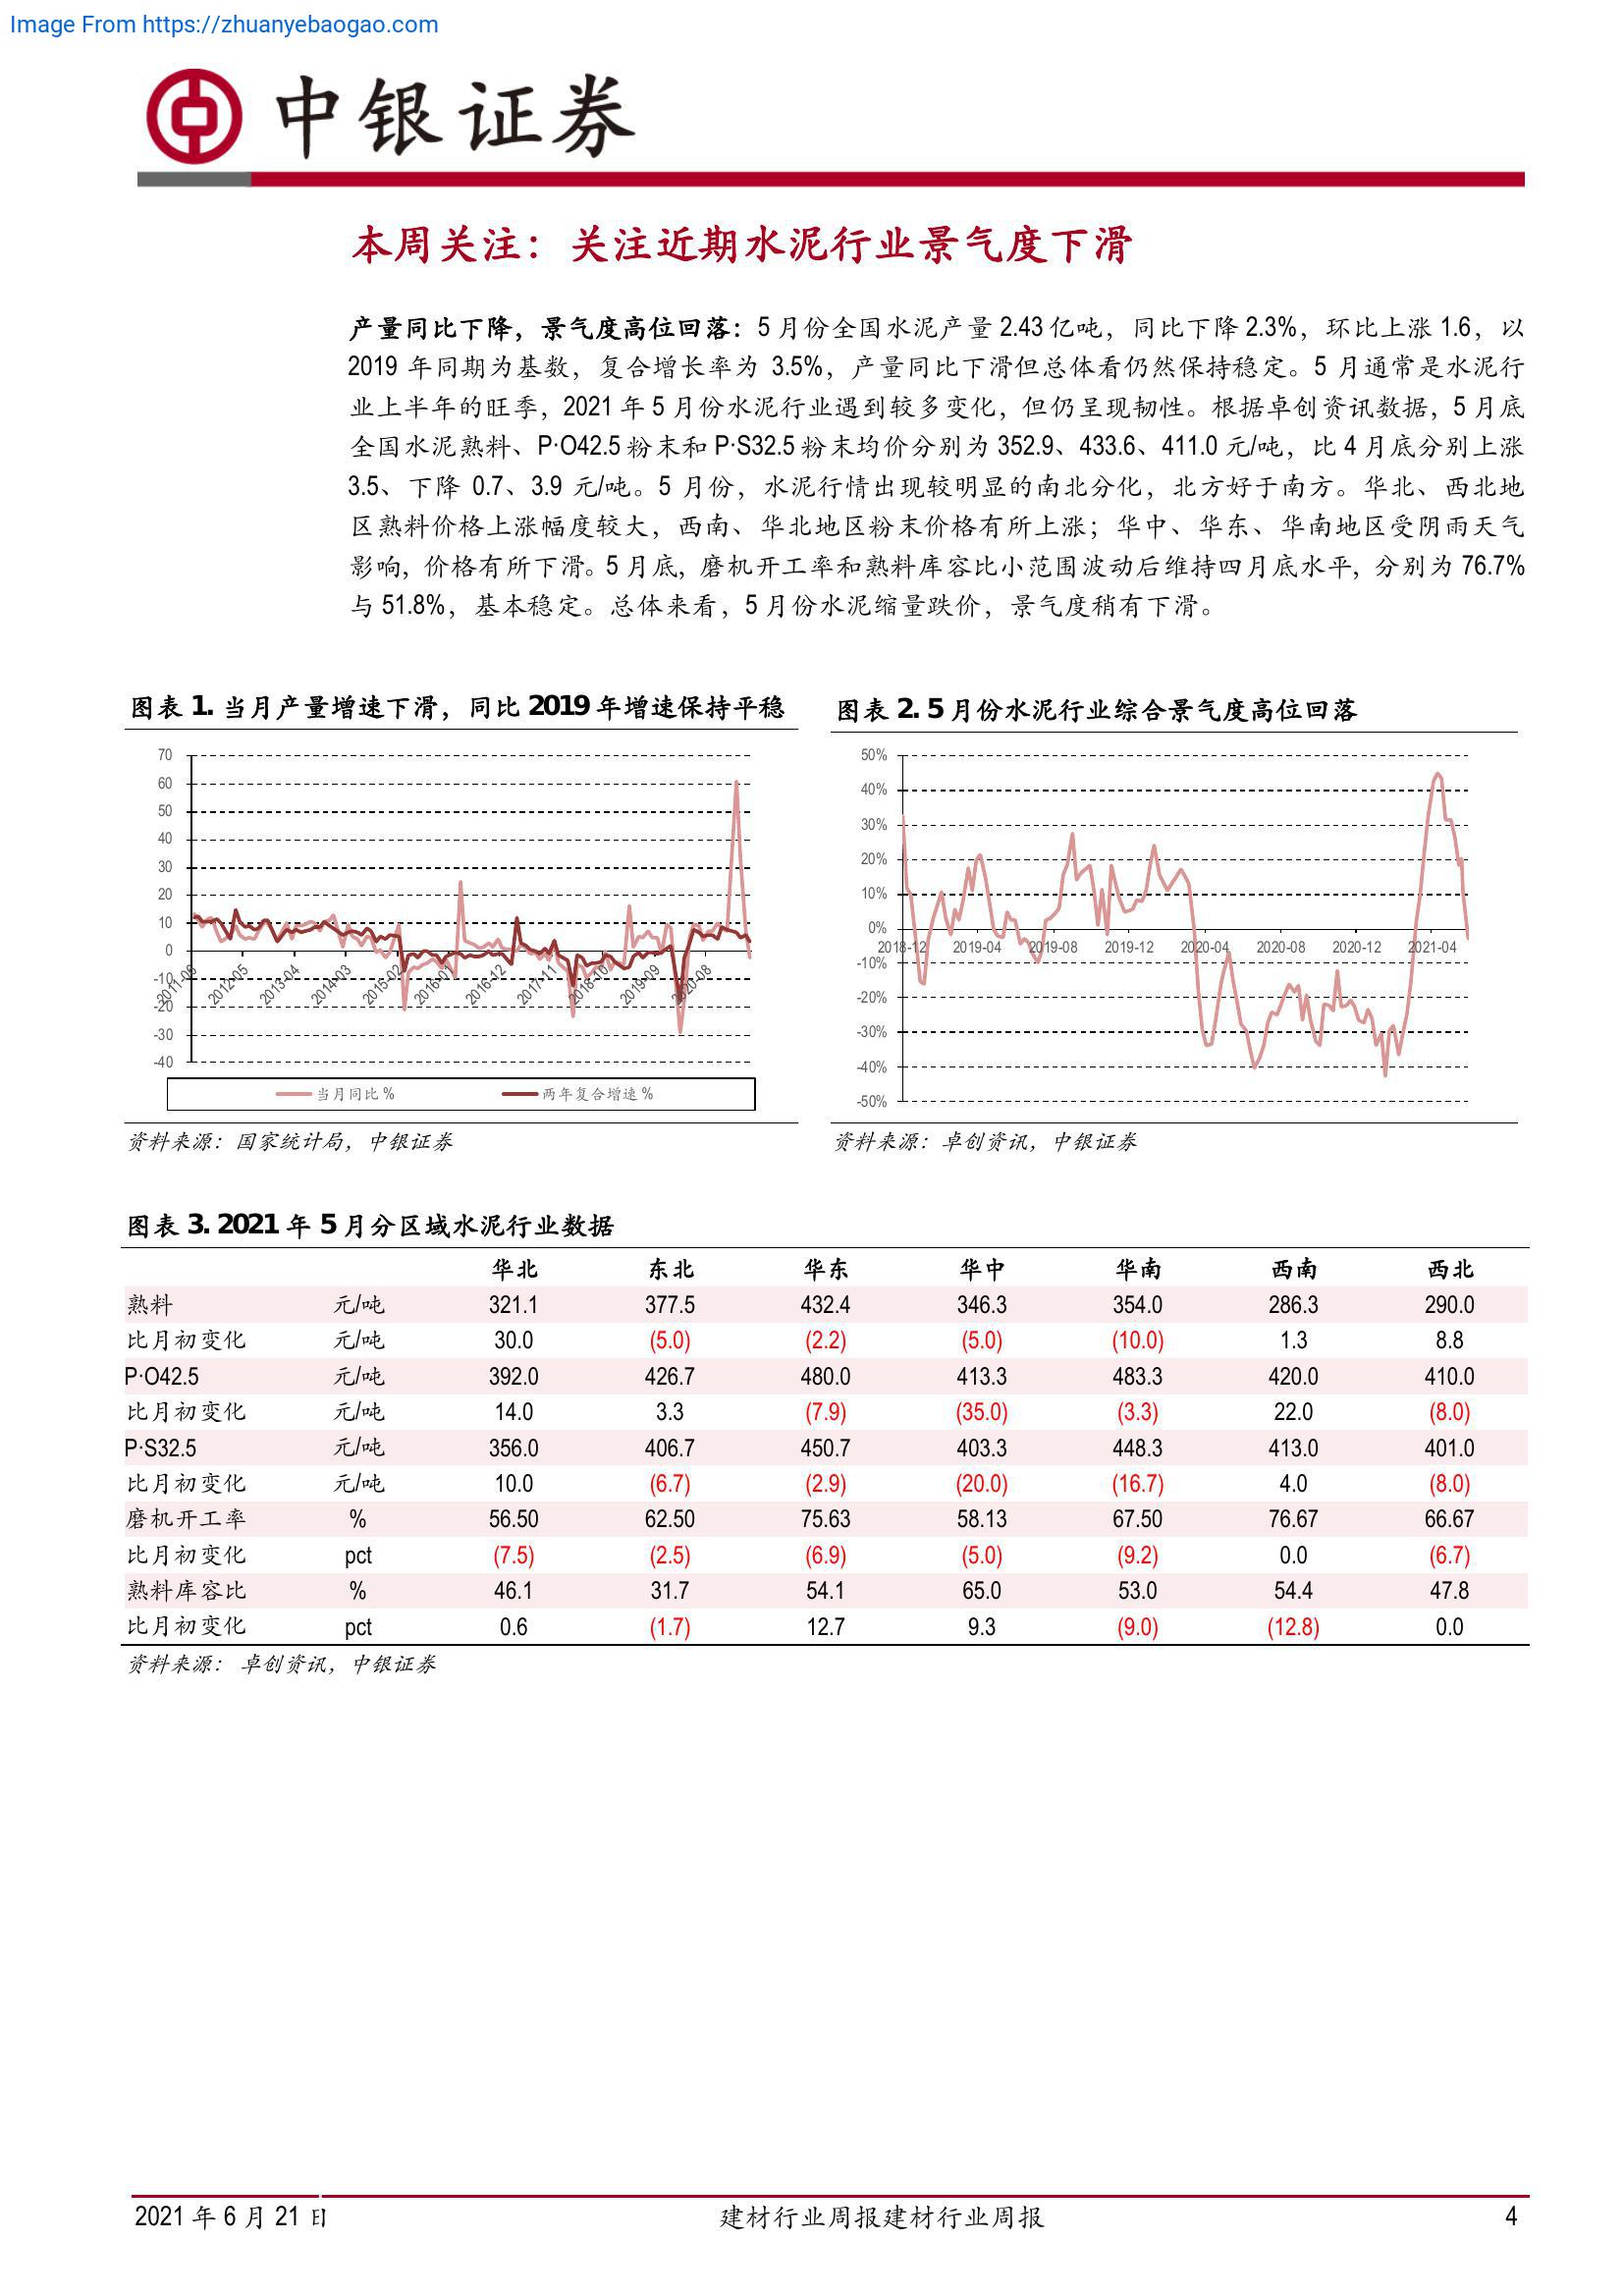 Image From https://zhuanyebaogao.com
中银证券
本周关注：关注近期水泥行业景气度下滑
产量同比下降，景气度高位回落：5 月份全国水泥产量 2.43 亿吨，同比下降 2.3%，环比上涨 1.6，以
2019 年同期为基数，复合增长率为 3.5%，产量同比下滑但总体看仍然保持稳定。5 月通常是水泥行
业上半年的旺季，2021 年 5 月份水泥行业遇到较多变化，但仍呈现韧性。根据卓创资讯数据，5 月底
全国水泥熟料、P·O42.5 粉末和 P·S32.5 粉末均价分别为 352.9、433.6、411.0 元/吨，比 4 月底分别上涨
3.5、下降 0.7、3.9 元/吨。5 月份，水泥行情出现较明显的南北分化，北方好于南方。华北、西北地
区熟料价格上涨幅度较大，西南、华北地区粉末价格有所上涨；华中、华东、华南地区受阴雨天气
影响，价格有所下滑。5 月底，磨机开工率和熟料库容比小范围波动后维持四月底水平，分别为 76.7%
与 51.8%，基本稳定。总体来看，5 月份水泥缩量跌价，景气度稍有下滑。
图表 1. 当月产量增速下滑，同比 2019 年增速保持平稳
70
60
50
40
30
20
10
0
-10
-20
-30
-40
2011-06 2012-05 2013-04 2014-03 2015-02 2016-01 2016-12 2017-11 2018-10 2019-09 2020-08
当月同比 % 两年复合增速 %
资料来源：国家统计局，中银证券
图表 2. 5 月份水泥行业综合景气度高位回落
50%
40%
30%
20%
10%
0%
-10%
-20%
-30%
-40%
-50%
2018-12 2019-04 2019-08 2019-12 2020-04 2020-08 2020-12 2021-04
资料来源：卓创资讯，中银证券
图表 3. 2021 年 5 月分区域水泥行业数据
华北 东北 华东 华中 华南 西南 西北
熟料 元/吨 321.1 377.5 432.4 346.3 354.0 286.3 290.0
比月初变化 元/吨 30.0 (5.0) (2.2) (5.0) (10.0) 1.3 8.8
P·O42.5 元/吨 392.0 426.7 480.0 413.3 483.3 420.0 410.0
比月初变化 元/吨 14.0 3.3 (7.9) (35.0) (3.3) 22.0 (8.0)
P·S32.5 元/吨 356.0 406.7 450.7 403.3 448.3 413.0 401.0
比月初变化 元/吨 10.0 (6.7) (2.9) (20.0) (16.7) 4.0 (8.0)
磨机开工率 % 56.50 62.50 75.63 58.13 67.50 76.67 66.67
比月初变化 pct (7.5) (2.5) (6.9) (5.0) (9.2) 0.0 (6.7)
熟料库容比 % 46.1 31.7 54.1 65.0 53.0 54.4 47.8
比月初变化 pct 0.6 (1.7) 12.7 9.3 (9.0) (12.8) 0.0
资料来源： 卓创资讯，中银证券
2021 年 6 月 21 日 建材行业周报建材行业周报 4